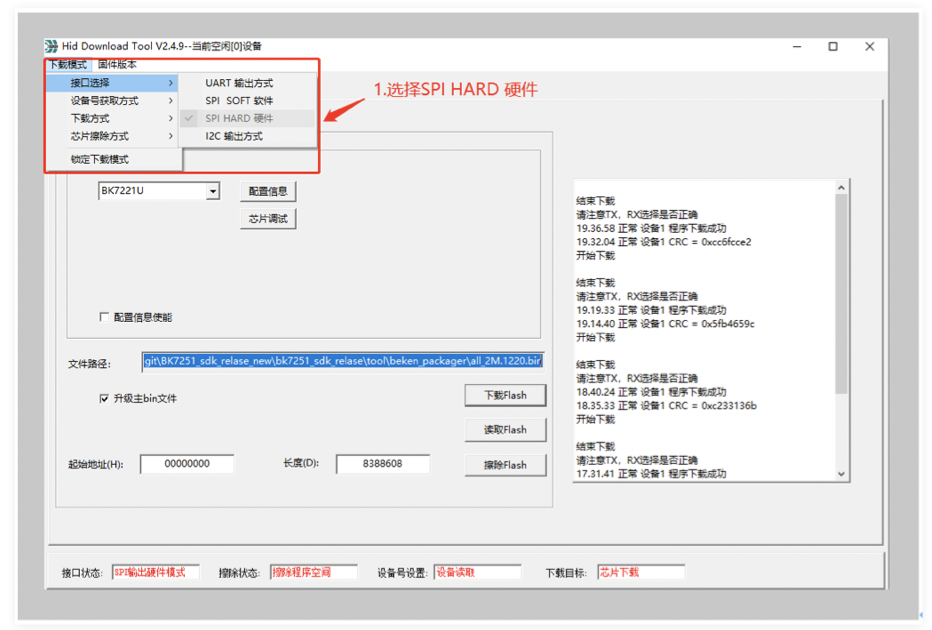 Hid Download Tool V2.4.9--当前空闲[0]设备
下载模式 固件版本
接口选择
设备号获取方式
下载方式
芯片擦除方式
锁定下载模式
UART 输出方式
SPI SOFT 软件
SPI HARD 硬件
I2C 输出方式
1.选择SPI HARD 硬件
BK7221U
配置信息
芯片调试
配置信息使能
文件路径:
git\BK7251_sdk_relase_new\bk7251_sdk_relase\tool\beken_packager\all_2M.1220.bin
升级主bin文件
下载Flash
读取Flash
起始地址(H): 00000000 长度(D): 8388608 擦除Flash
结束下载
请注意TX，RX选择是否正确
19.36.58 正常 设备1 程序下载成功
19.32.04 正常 设备1 CRC = 0xcc6fcce2
开始下载
结束下载
请注意TX，RX选择是否正确
19.19.33 正常 设备1 程序下载成功
19.14.40 正常 设备1 CRC = 0x5fb4659c
开始下载
结束下载
请注意TX，RX选择是否正确
18.40.24 正常 设备1 程序下载成功
18.35.33 正常 设备1 CRC = 0xc233136b
开始下载
结束下载
请注意TX，RX选择是否正确
17.31.41 正常 设备1 程序下载成功
接口状态: SPI输出硬件模式 擦除状态: 擦除程序空间 设备号设置: 设备读取 下载目标: 芯片下载